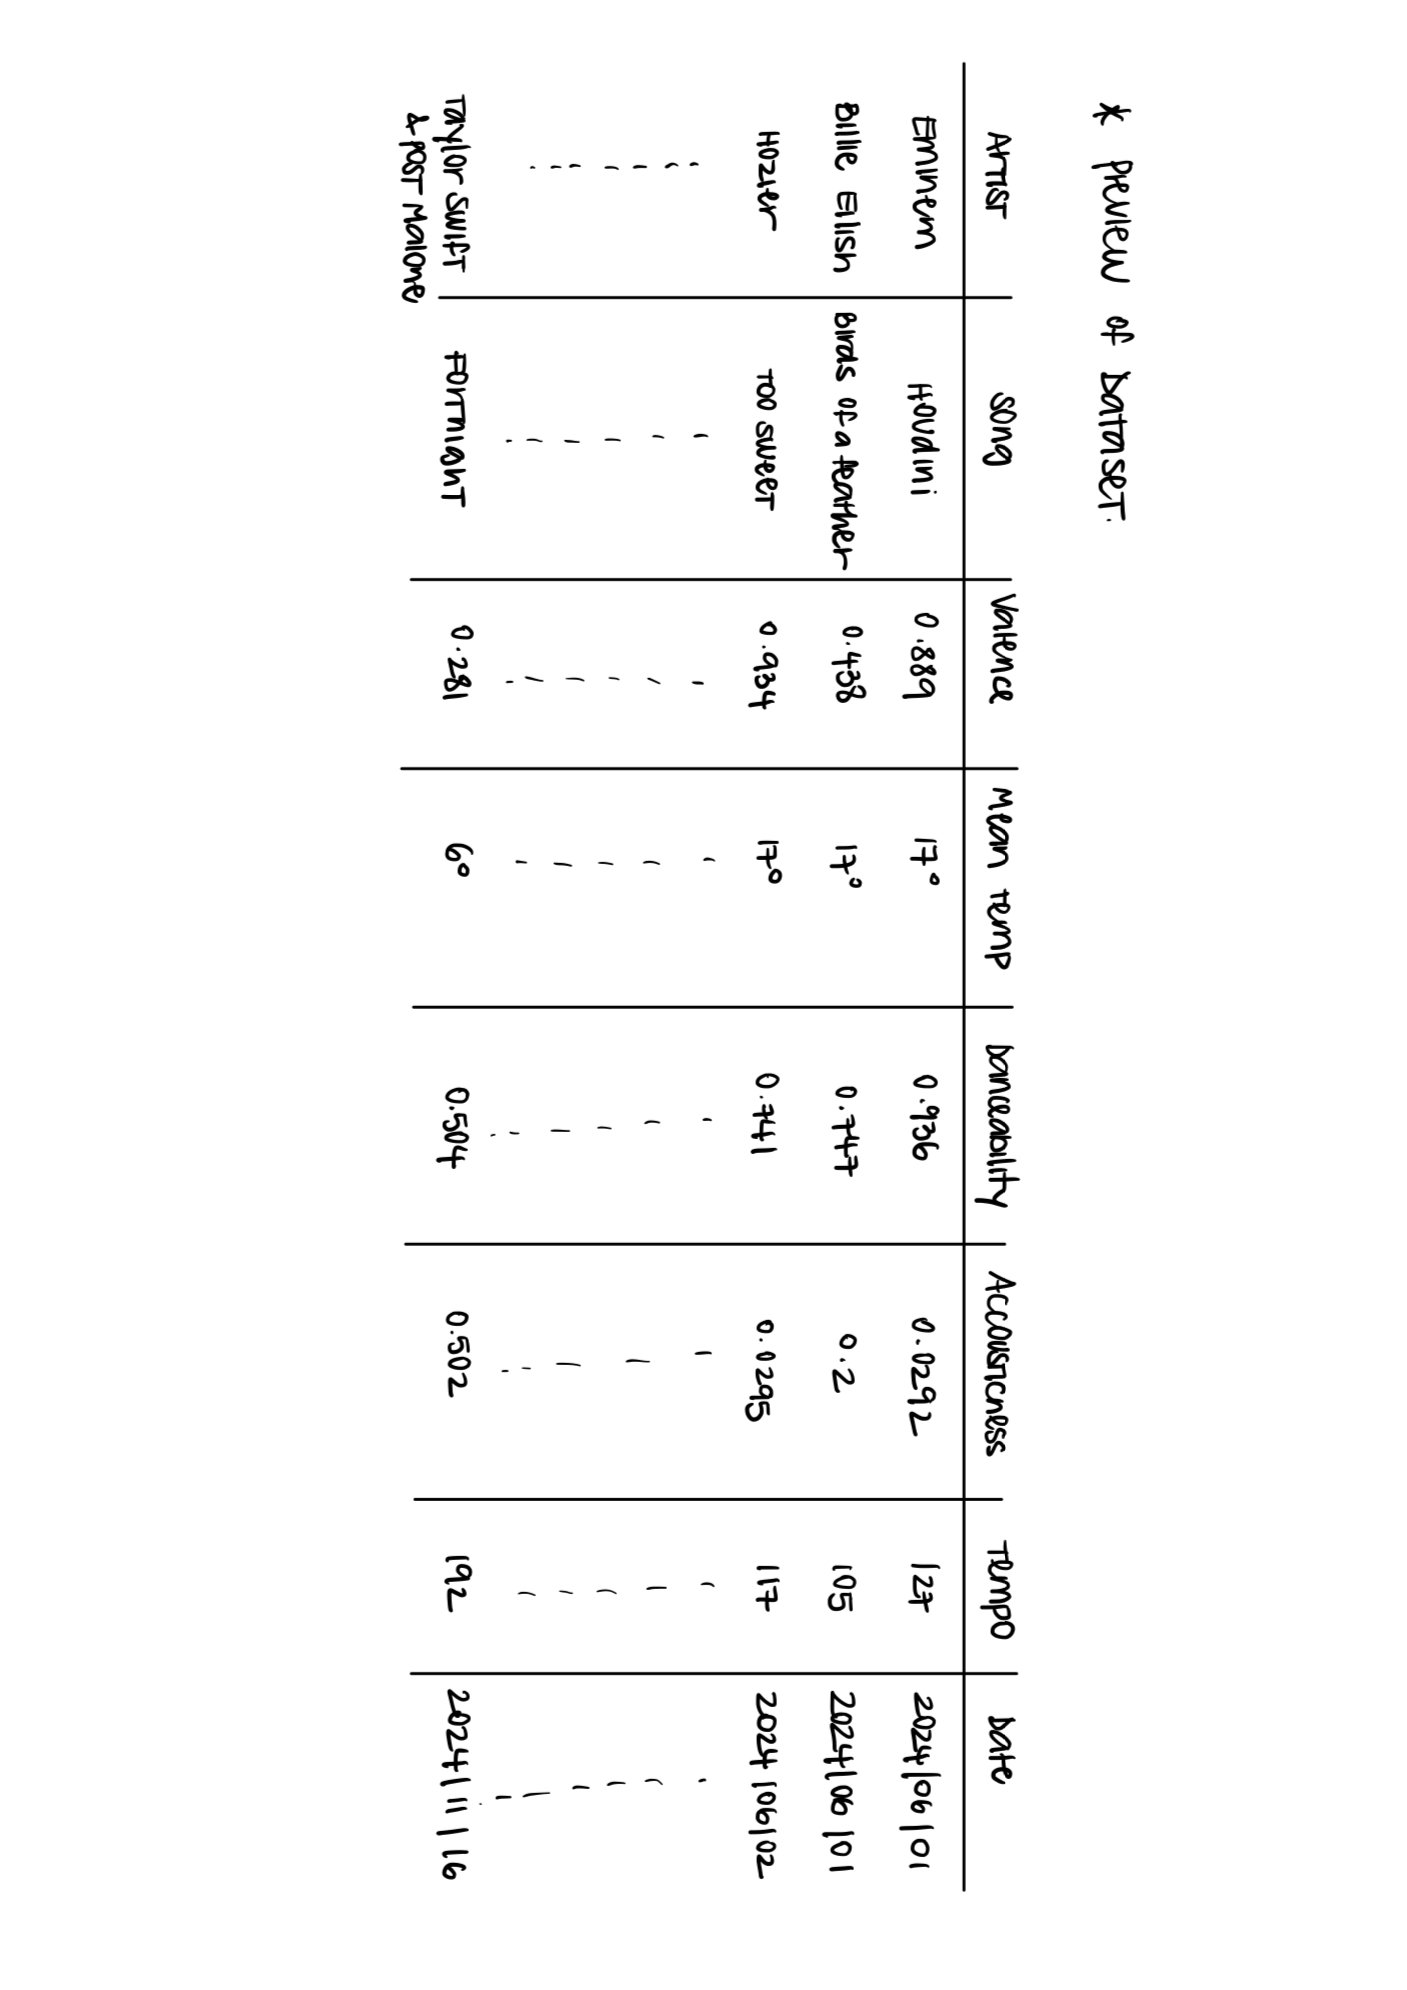 * Preview of Dataset:
Artist Song Valence Mean Temp Danceability Accousticness Tempo Date
Eminem Houdini 0.889 17° 0.936 0.0292 127 2024/06/01
Billie Eilish Birds of a feather 0.438 17° 0.747 0.2 105 2024/06/01
Hozier Too sweet 0.934 17° 0.741 0.0295 117 2024/06/02
Taylor Swift Fortnight 0.281 6° 0.504 0.502 192 2024/11/16
& Post Malone